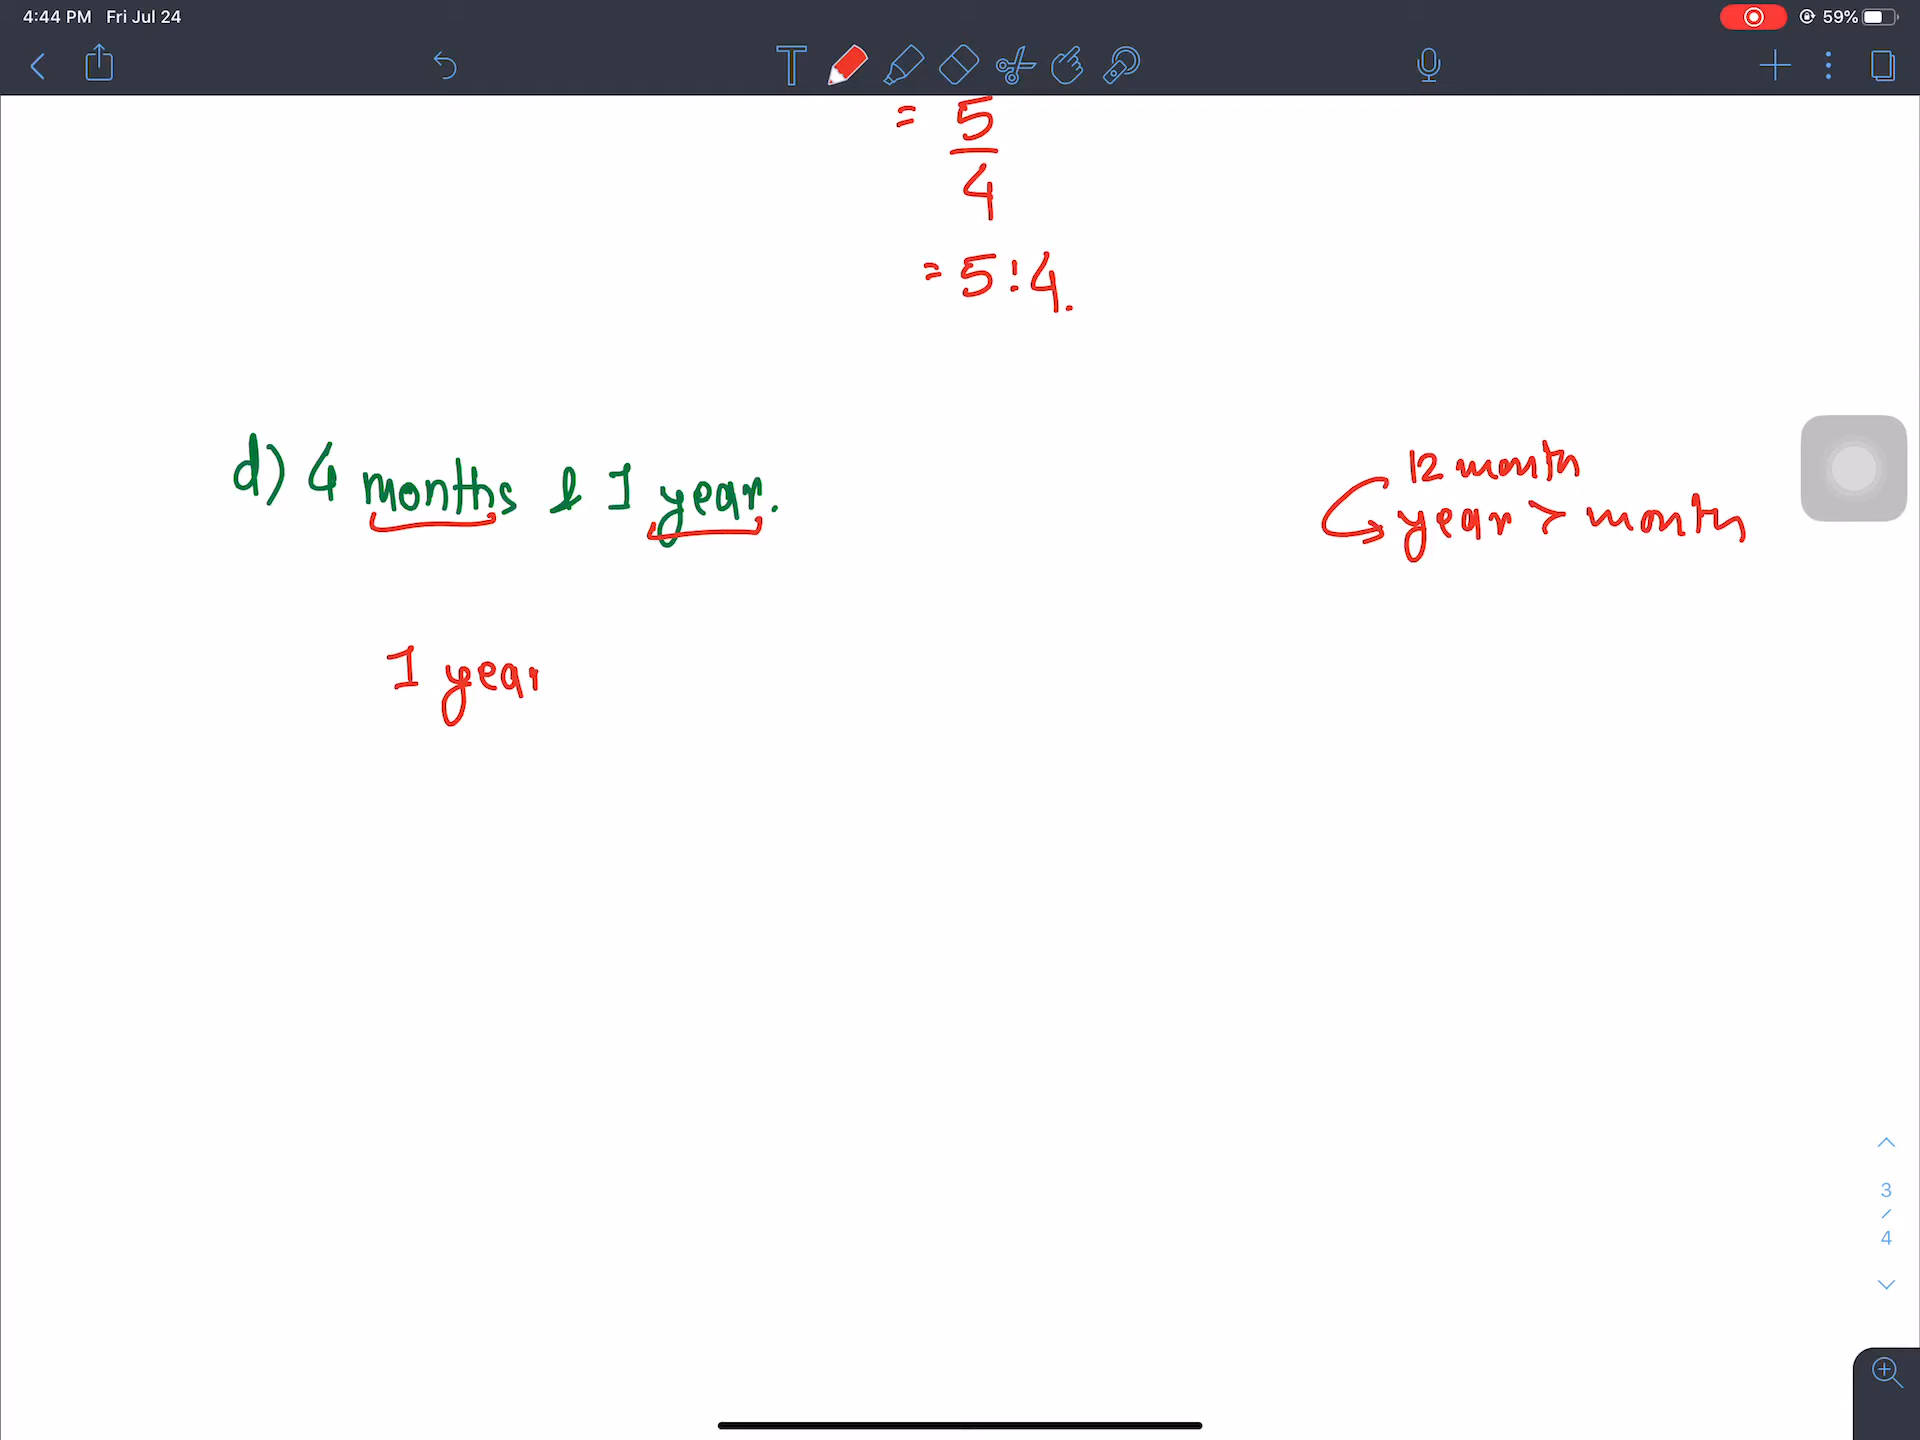 4:44 PM Fri Jul 24
59%
= 5
4
= 5:4.
d) 4 months & 1 year.
12 month
year > month
1 year
3
/
4